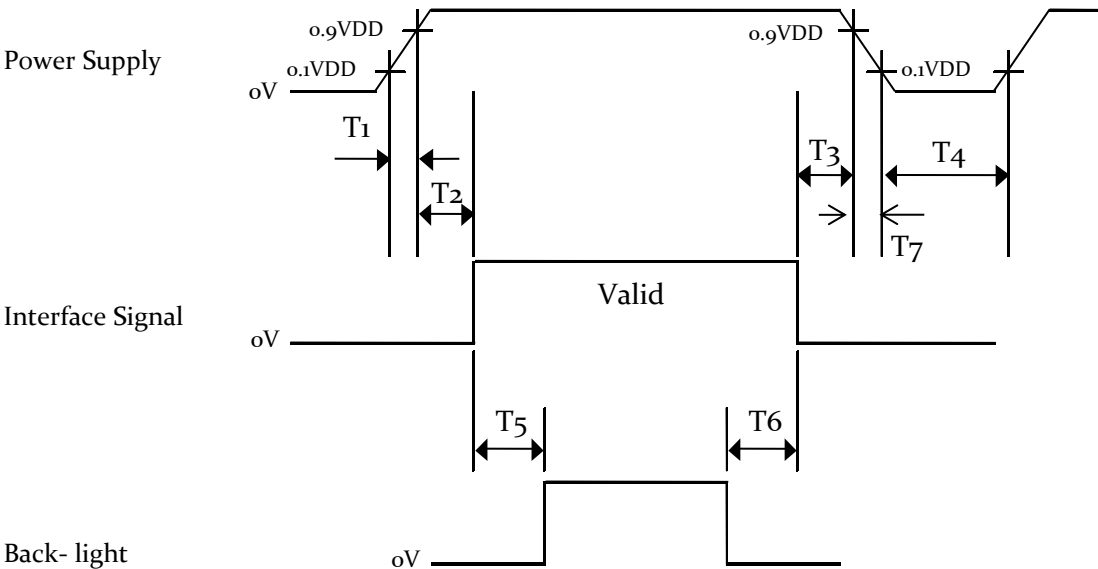 0.9VDD
0.9VDD
Power Supply
0.1VDD
0.1VDD
0V
T1
T3
T4
T2
T7
Valid
Interface Signal
0V
T5
T6
Back- light
0V